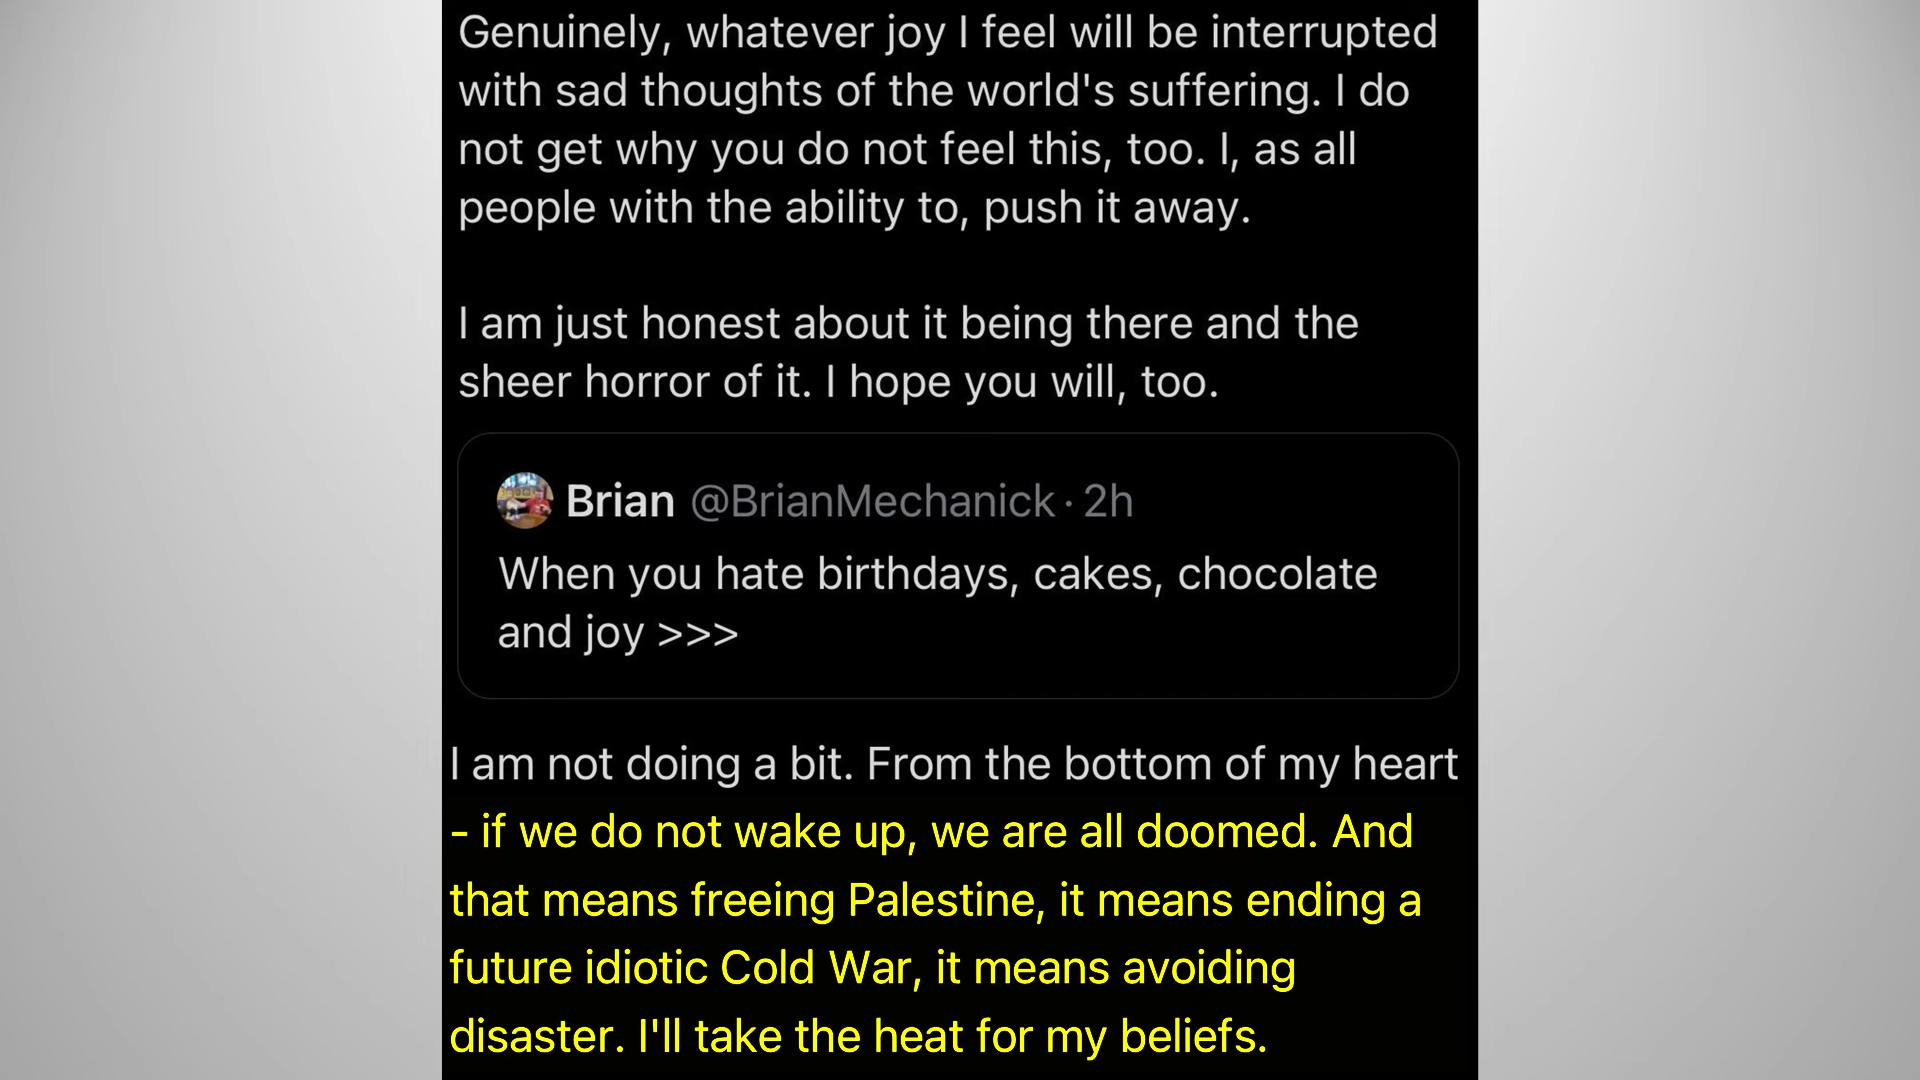 Genuinely, whatever joy I feel will be interrupted
with sad thoughts of the world's suffering. I do
not get why you do not feel this, too. I, as all
people with the ability to, push it away.
I am just honest about it being there and the
sheer horror of it. I hope you will, too.
Brian @BrianMechanick · 2h
When you hate birthdays, cakes, chocolate
and joy >>>
I am not doing a bit. From the bottom of my heart
- if we do not wake up, we are all doomed. And
that means freeing Palestine, it means ending a
future idiotic Cold War, it means avoiding
disaster. I'll take the heat for my beliefs.